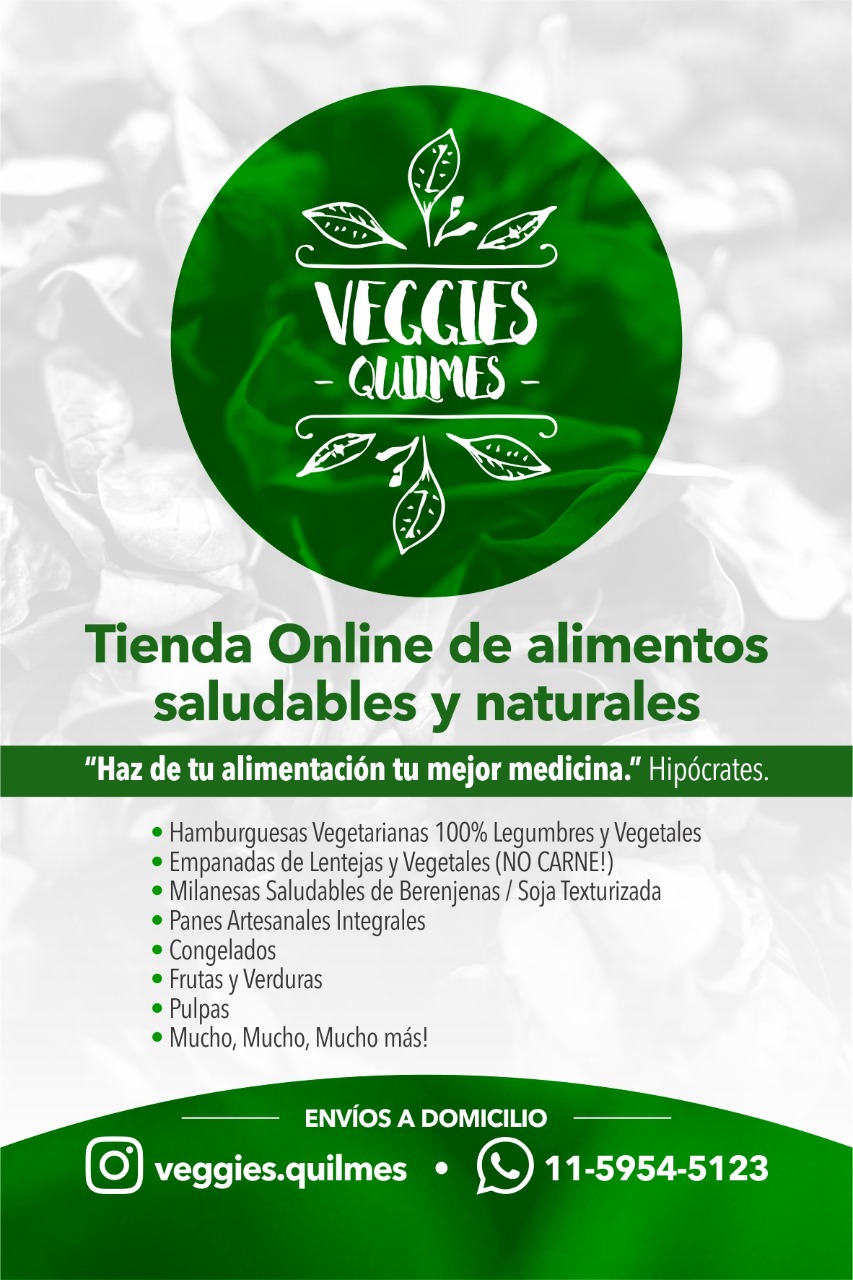 VEGGIES
- QUILMES -
Tienda Online de alimentos
saludables y naturales
“Haz de tu alimentación tu mejor medicina.” Hipócrates.
• Hamburguesas Vegetarianas 100% Legumbres y Vegetales
• Empanadas de Lentejas y Vegetales (NO CARNE!)
• Milanesas Saludables de Berenjenas / Soja Texturizada
• Panes Artesanales Integrales
• Congelados
• Frutas y Verduras
• Pulpas
• Mucho, Mucho, Mucho más!
ENVÍOS A DOMICILIO
veggies.quilmes • 11-5954-5123